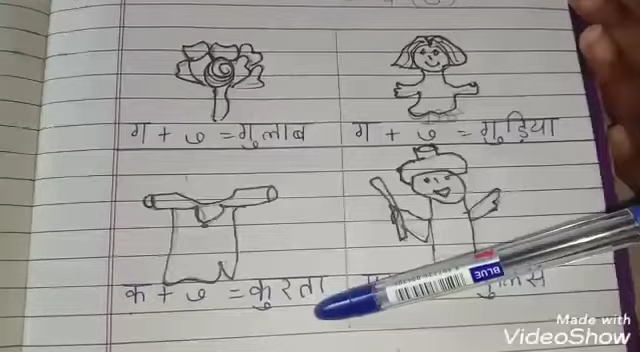 ग + ु = गुलाब
ग + ु = गुड़िया
क + ु = कुरता
BLUE
Made with
VideoShow